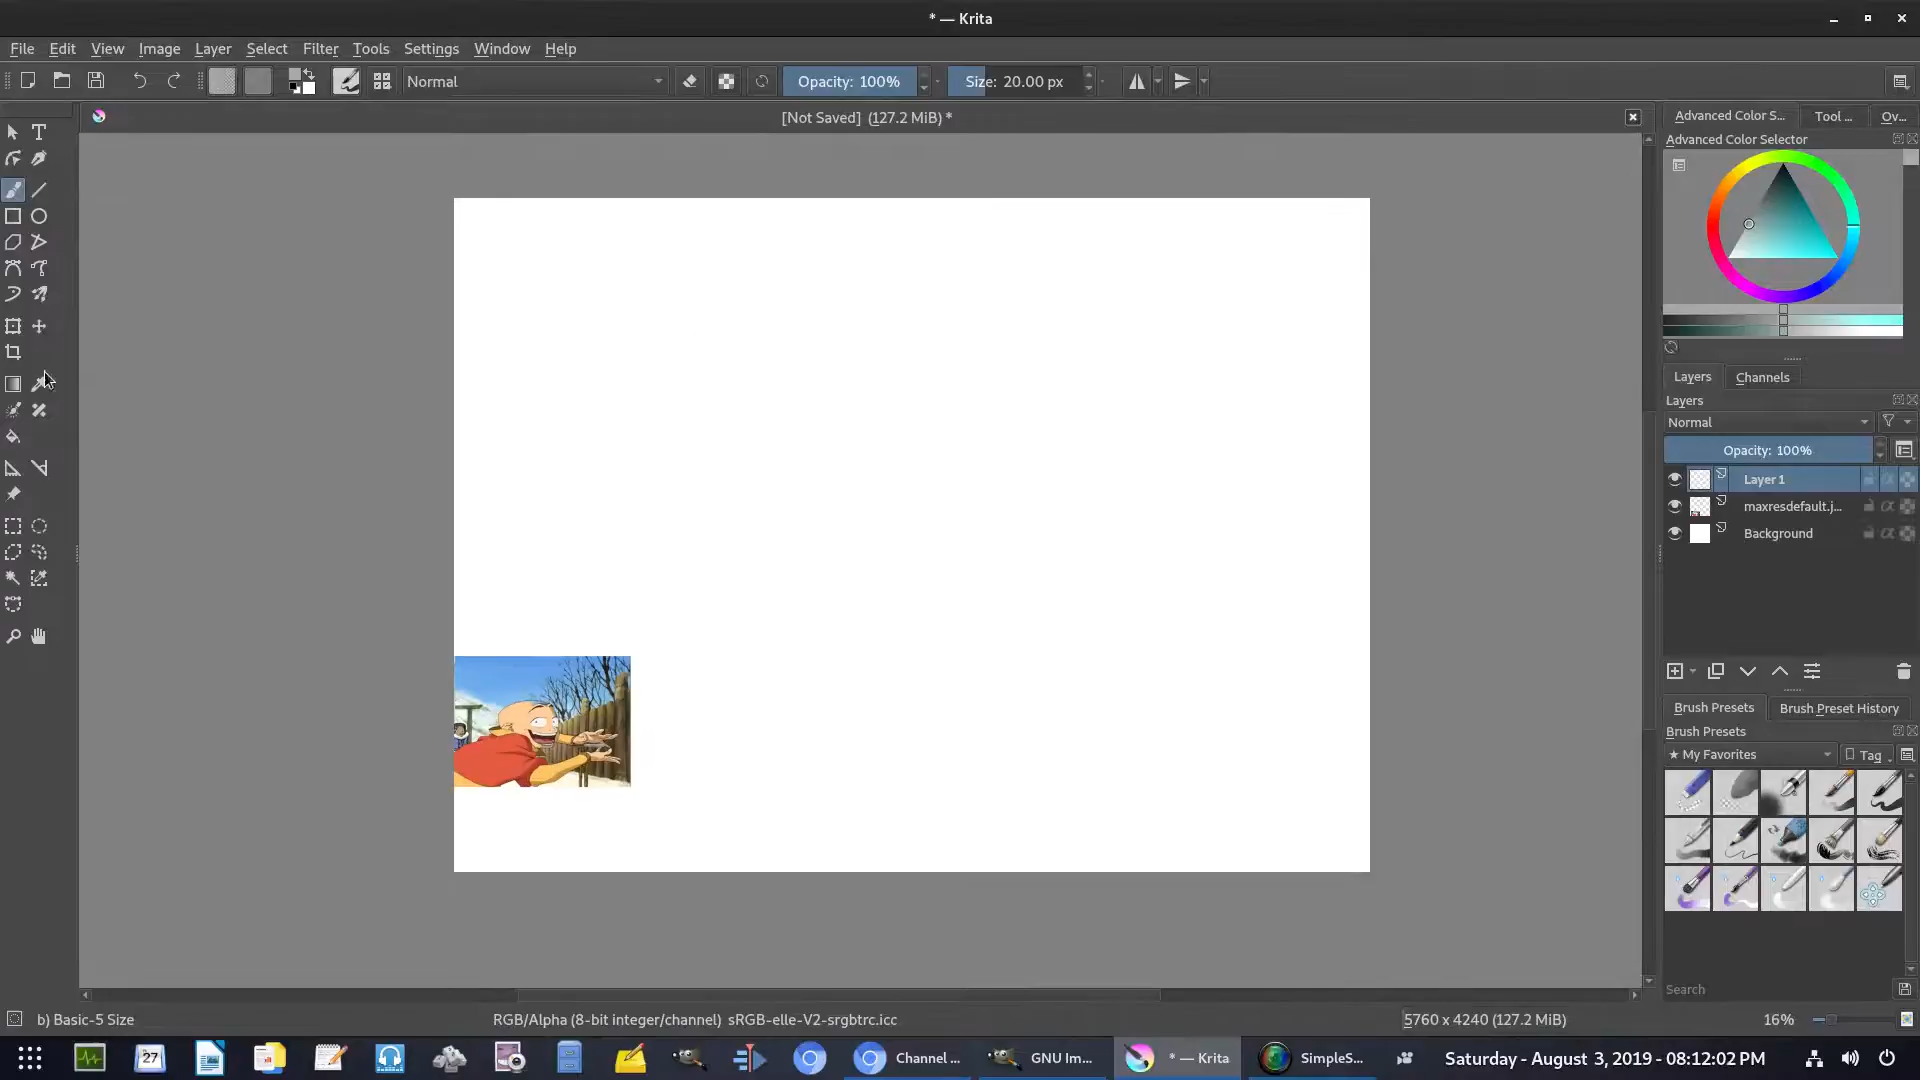 * — Krita
File Edit View Image Layer Select Filter Tools Settings Window Help
Normal Opacity: 100% Size: 20.00 px
[Not Saved] (127.2 MiB) *
Advanced Color S... Tool ... Ov...
Advanced Color Selector
Layers Channels
Layers
Normal
Opacity: 100%
Layer 1
maxresdefault.j...
Background
Brush Presets Brush Preset History
Brush Presets
★ My Favorites Tag
Search
b) Basic-5 Size RGB/Alpha (8-bit integer/channel) sRGB-elle-V2-srgbtrc.icc 5760 x 4240 (127.2 MiB) 16%
27 Channel ... GNU Im... * — Krita SimpleS... Saturday - August 3, 2019 - 08:12:02 PM